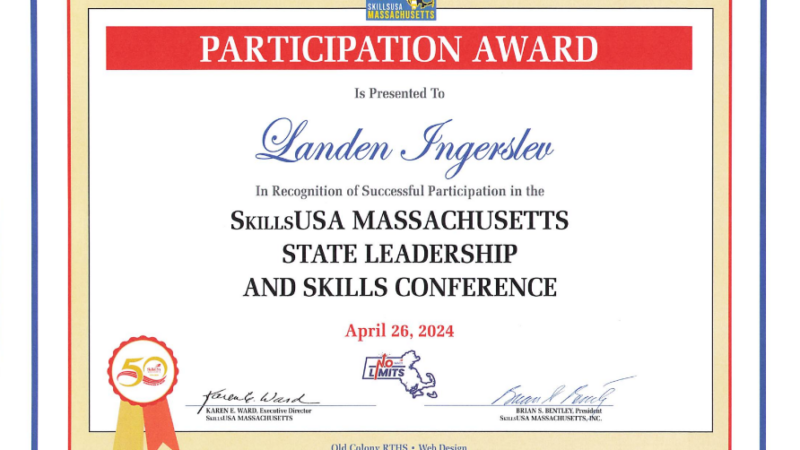 SKILLSUSA
MASSACHUSETTS
PARTICIPATION AWARD
Is Presented To
Landen Ingerslev
In Recognition of Successful Participation in the
SKILLSUSA MASSACHUSETTS
STATE LEADERSHIP
AND SKILLS CONFERENCE
April 26, 2024
50
NO
LIMITS
Karen E. Ward
KAREN E. WARD, Executive Director
SKILLSUSA MASSACHUSETTS
Brian S Bentley
BRIAN S. BENTLEY, President
SKILLSUSA MASSACHUSETTS, INC.
Old Colony RTHS • Web Design